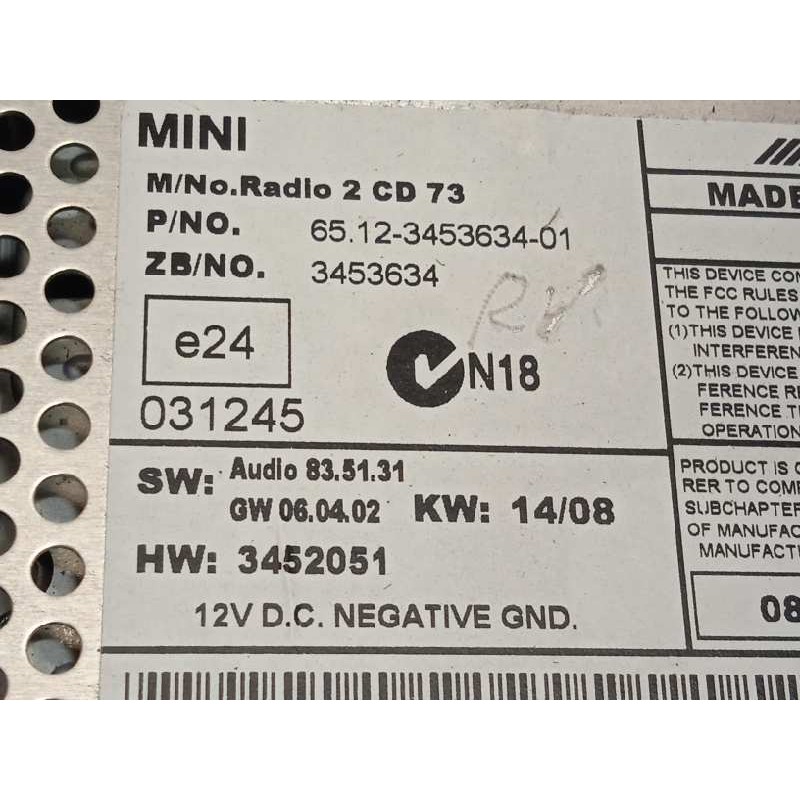 MINI
M/No.Radio 2 CD 73
P/NO. 65.12-3453634-01
ZB/NO. 3453634
e24
N18
031245
SW: Audio 83.51.31
GW 06.04.02 KW: 14/08
HW: 3452051
12V D.C. NEGATIVE GND.
MADE
THIS DEVICE CON
THE FCC RULES
TO THE FOLLOW
(1)THIS DEVICE
INTERFEREN
(2)THIS DEVICE
FERENCE RE
FERENCE T
OPERATION
PRODUCT IS C
RER TO COMP
SUBCHAPTER
OF MANUFAC
MANUFACTI
08